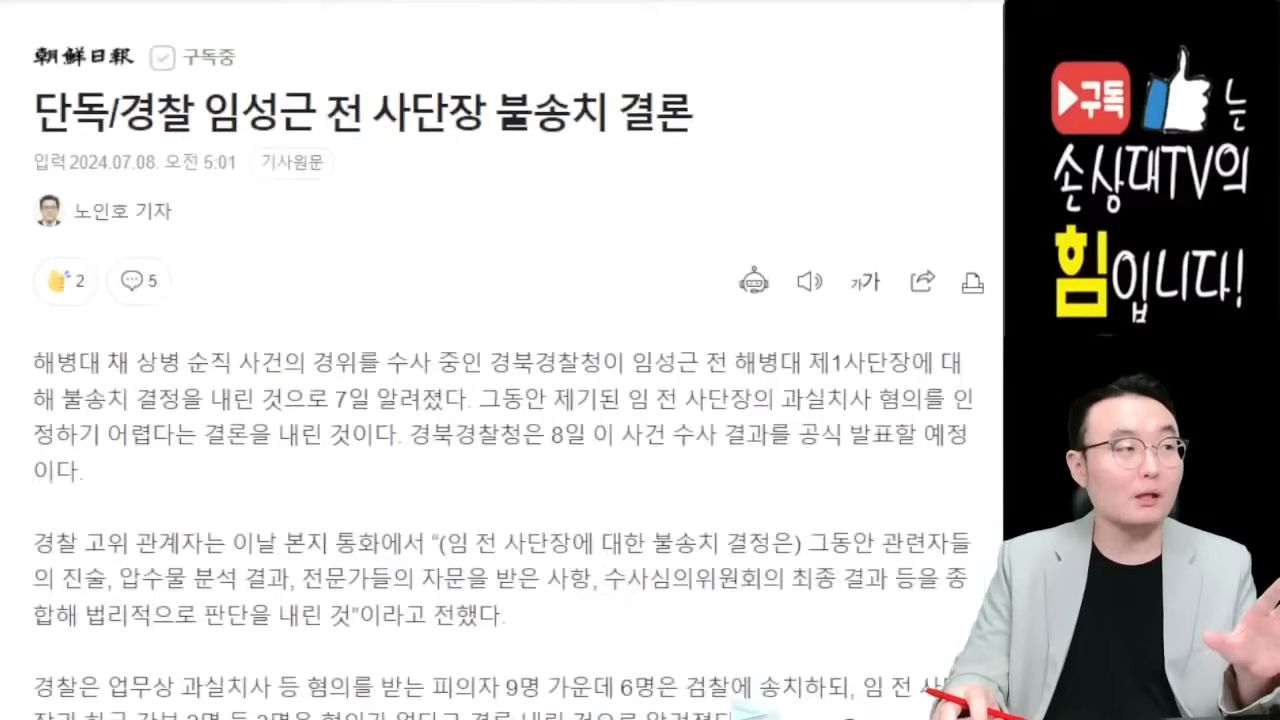 朝鮮日報 구독중
단독/경찰 임성근 전 사단장 불송치 결론
입력 2024.07.08. 오전 5:01 기사원문
노인호 기자
2 5
가가
해병대 채 상병 순직 사건의 경위를 수사 중인 경북경찰청이 임성근 전 해병대 제1사단장에 대
해 불송치 결정을 내린 것으로 7일 알려졌다. 그동안 제기된 임 전 사단장의 과실치사 혐의를 인
정하기 어렵다는 결론을 내린 것이다. 경북경찰청은 8일 이 사건 수사 결과를 공식 발표할 예정
이다.
경찰 고위 관계자는 이날 본지 통화에서 “(임 전 사단장에 대한 불송치 결정은) 그동안 관련자들
의 진술, 압수물 분석 결과, 전문가들의 자문을 받은 사항, 수사심의위원회의 최종 결과 등을 종
합해 법리적으로 판단을 내린 것”이라고 전했다.
경찰은 업무상 과실치사 등 혐의를 받는 피의자 9명 가운데 6명은 검찰에 송치하되, 임 전
구독 는
손상대TV의
힘입니다!